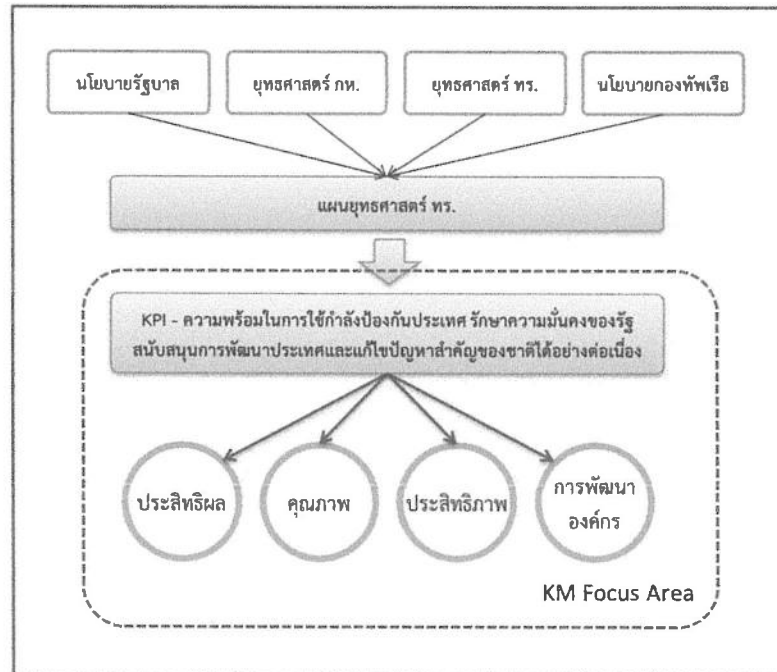 นโยบายรัฐบาล
ยุทธศาสตร์ กห.
ยุทธศาสตร์ ทร.
นโยบายกองทัพเรือ
แผนยุทธศาสตร์ ทร.
KPI - ความพร้อมในการใช้กำลังป้องกันประเทศ รักษาความมั่นคงของรัฐ
สนับสนุนการพัฒนาประเทศและแก้ไขปัญหาสำคัญของชาติได้อย่างต่อเนื่อง
ประสิทธิผล
คุณภาพ
ประสิทธิภาพ
การพัฒนา
องค์กร
KM Focus Area